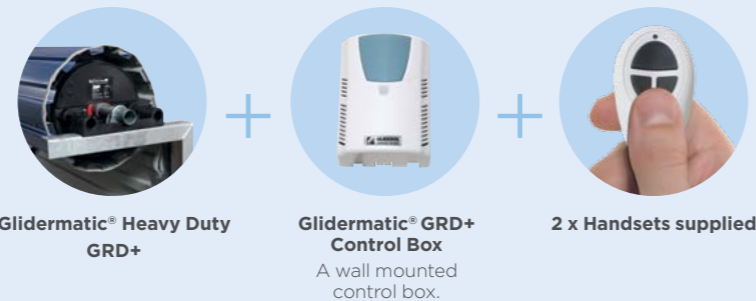 Glidermatic® Heavy Duty
GRD+
Glidermatic® GRD+
Control Box
A wall mounted
control box.
2 x Handsets supplied